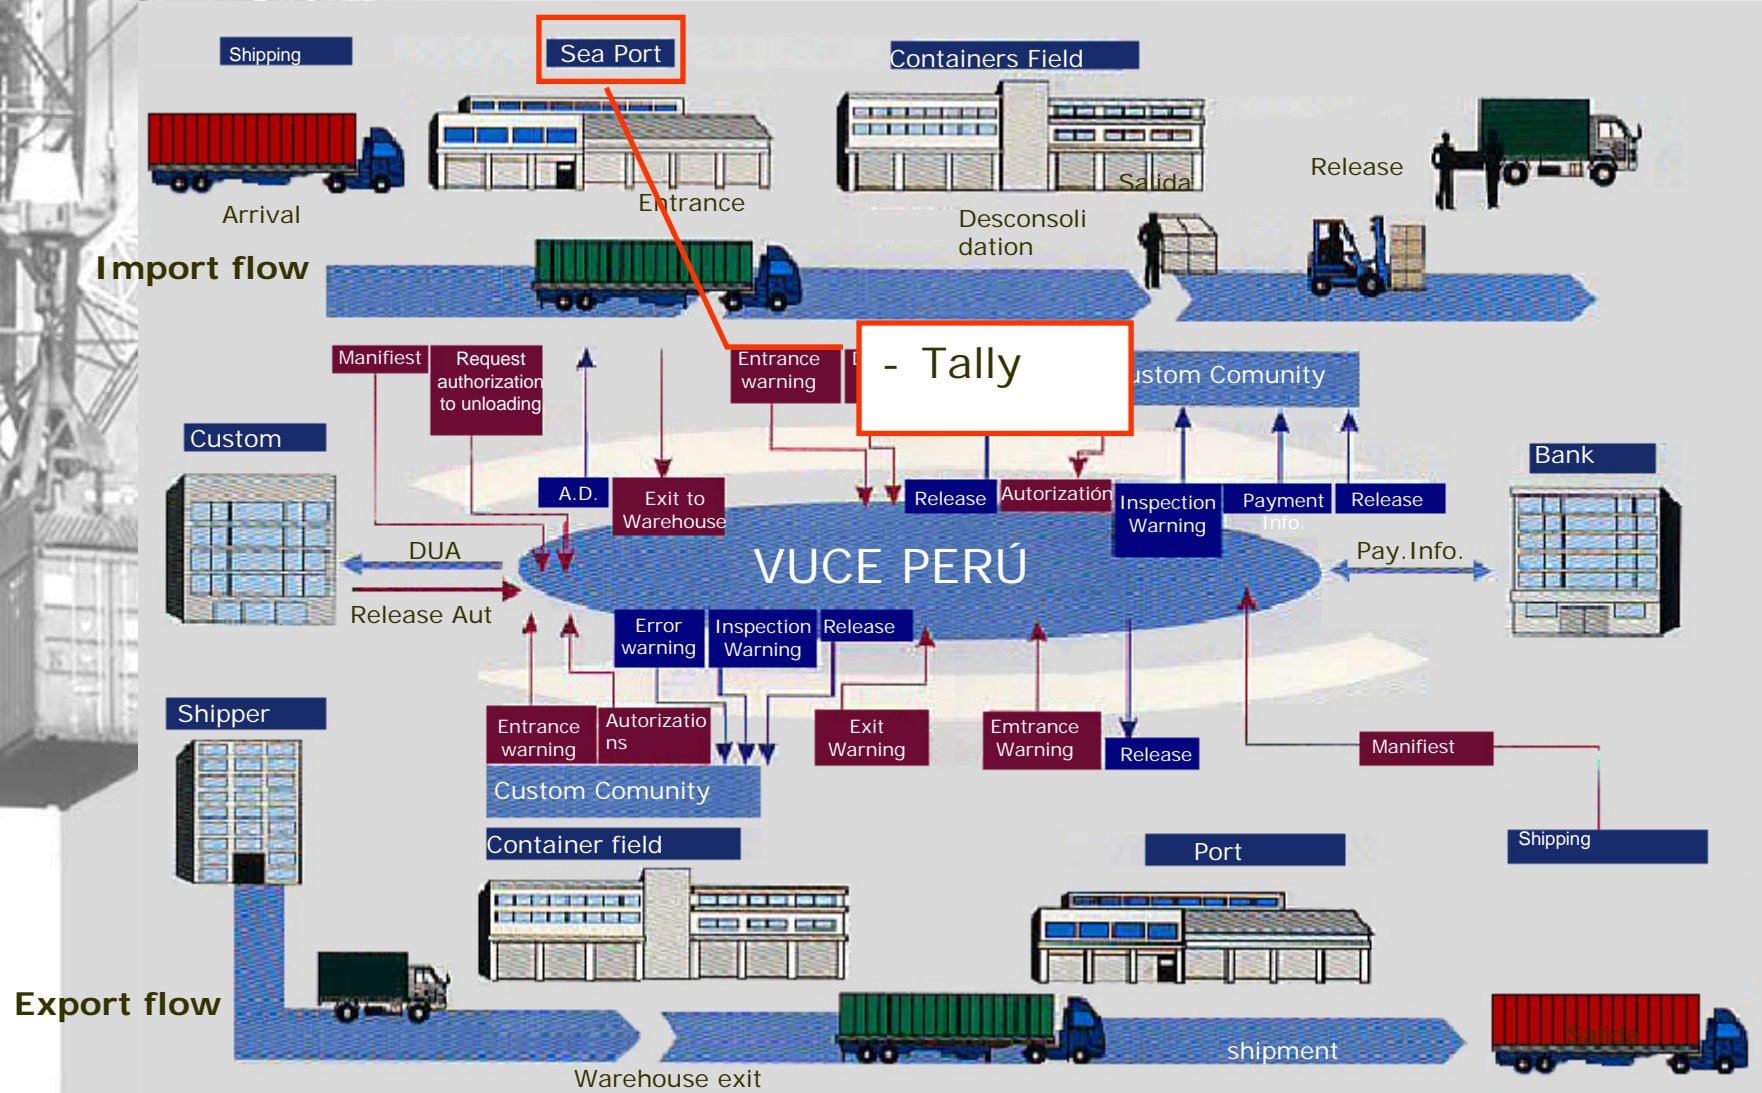 Shipping
Sea Port
Containers Field
Release
Salida
Arrival
Entrance
Desconsoli
dation
Import flow
Manifiest
Request
authorization
to unloading
Entrance
warning
- Tally
ustom Comunity
Custom
Bank
A.D.
Exit to
Warehouse
Release
Autorizatión
Inspection
Warning
Payment
Info.
Release
DUA
VUCE PERÚ
Pay.Info.
Release Aut
Error
warning
Inspection
Warning
Release
Shipper
Entrance
warning
Autorizatio
ns
Exit
Warning
Emtrance
Warning
Release
Manifiest
Custom Comunity
Container field
Port
Shipping
Export flow
shipment
Salida
Warehouse exit